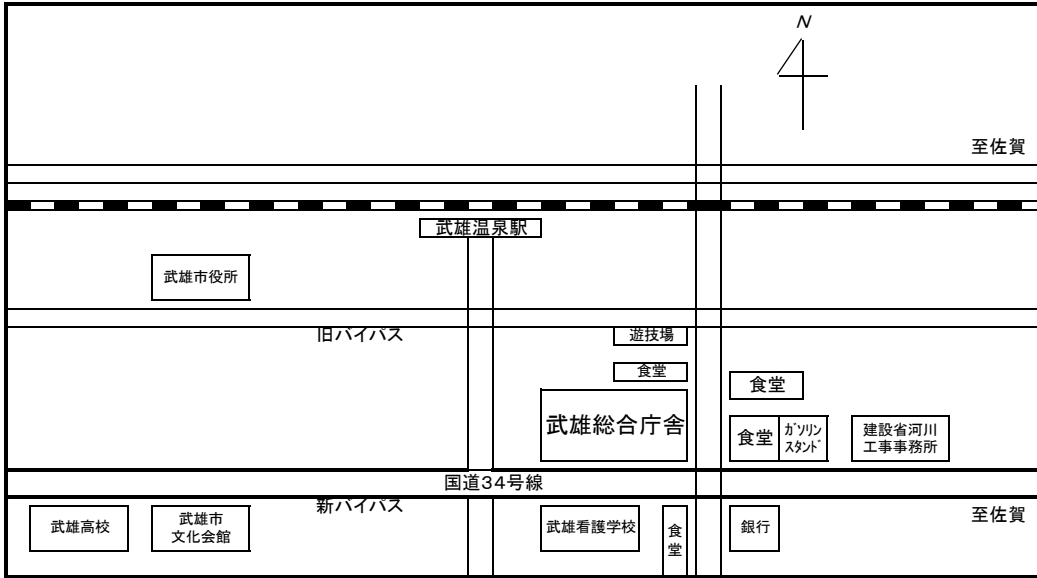 N
至佐賀
武雄温泉駅
武雄市役所
旧バイパス
遊技場
食堂
食堂
武雄総合庁舎
食堂
ｶﾞｿﾘﾝ
ｽﾀﾝﾄﾞ
建設省河川
工事事務所
国道34号線
新バイパス
至佐賀
武雄高校
武雄市
文化会館
武雄看護学校
食
堂
銀行